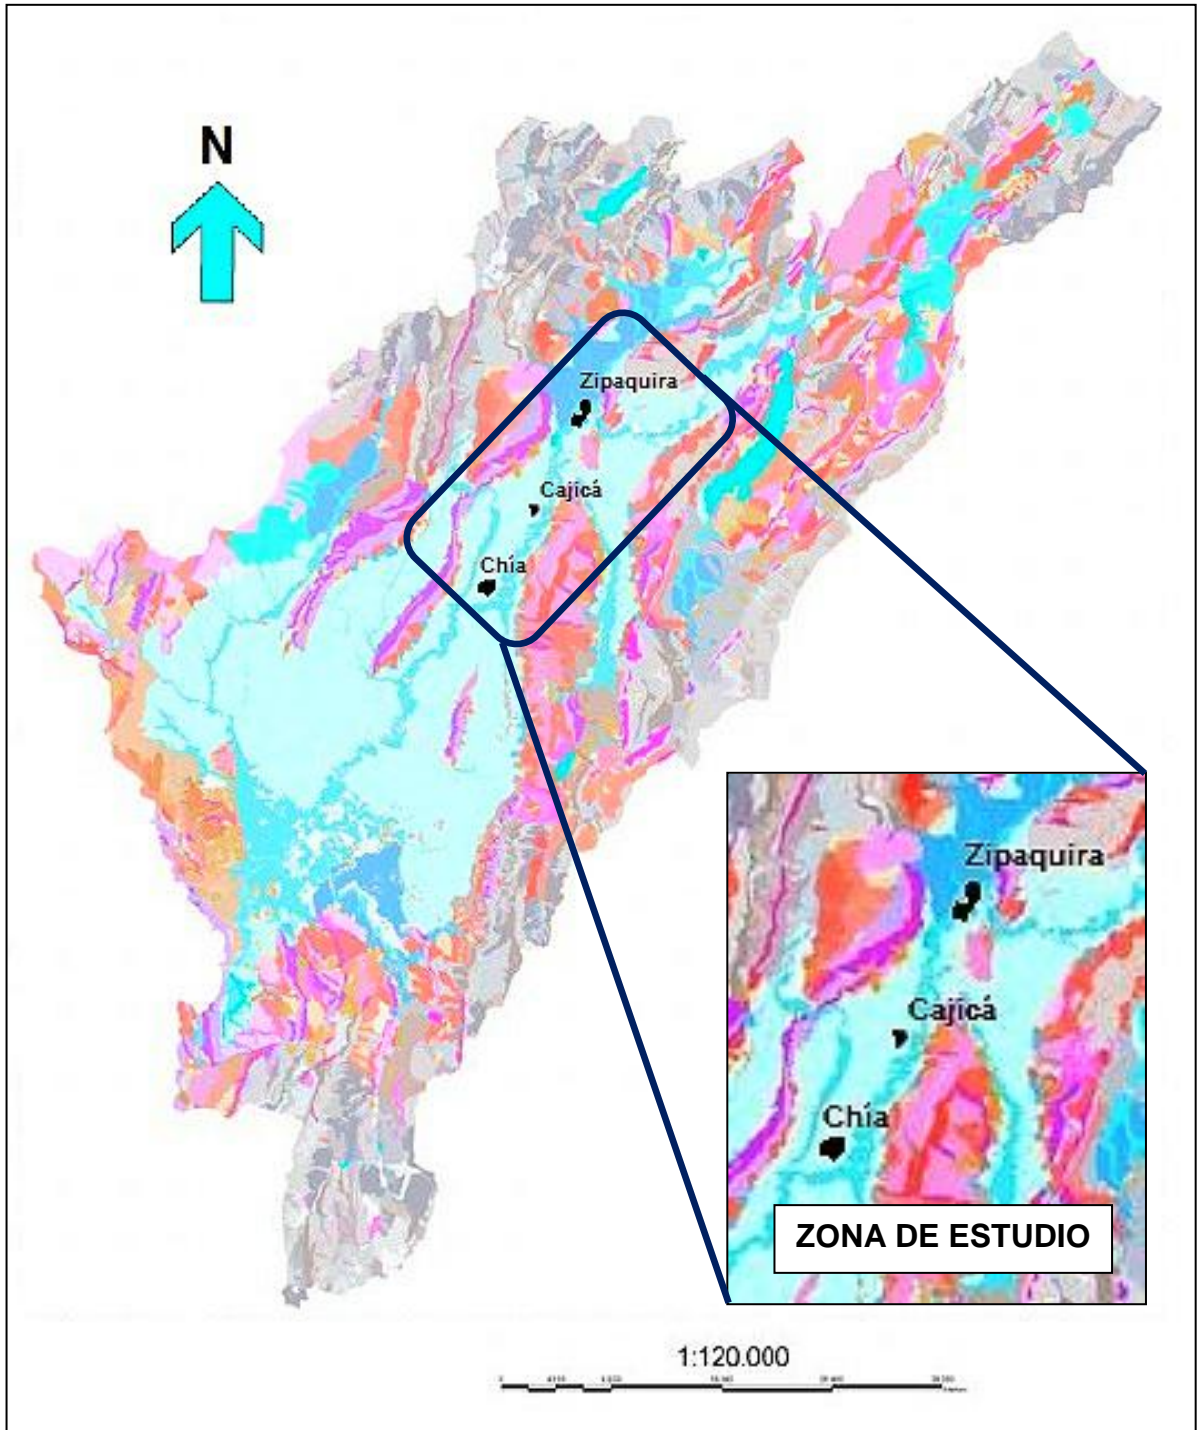 N
Zipaquira
Cajicá
Chía
Zipaquira
Cajicá
Chía
ZONA DE ESTUDIO
1:120.000